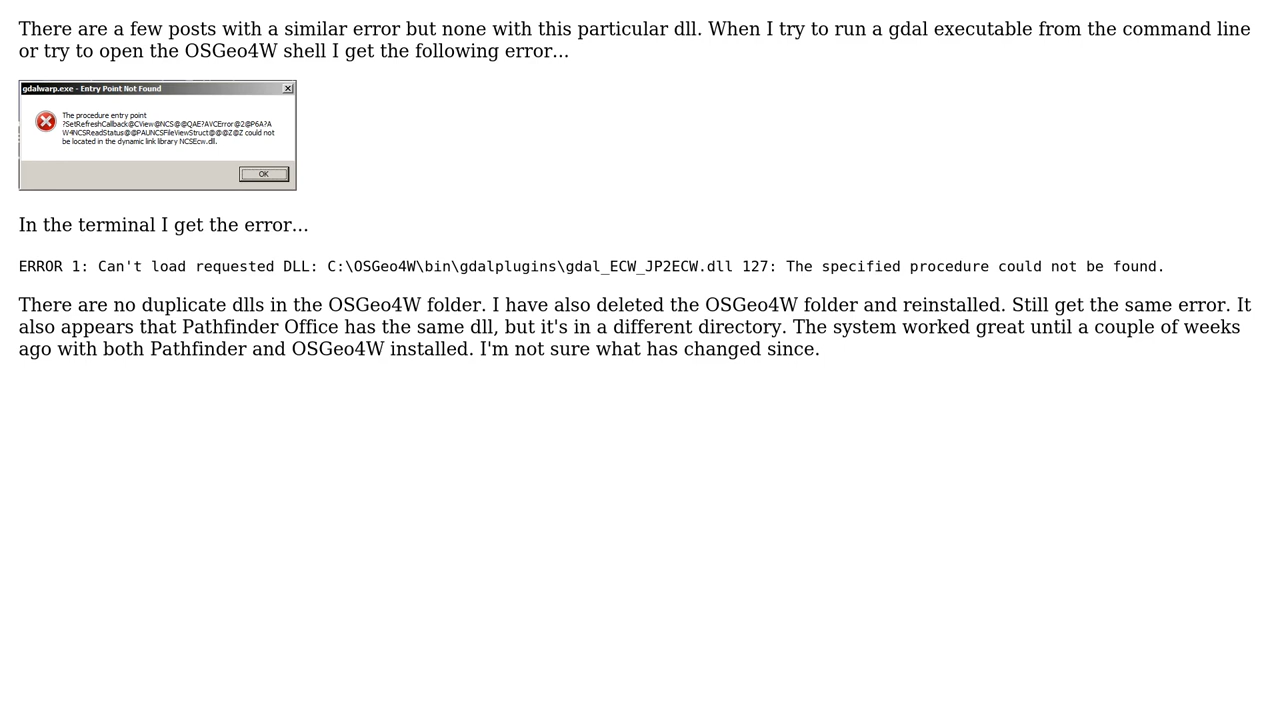 There are a few posts with a similar error but none with this particular dll. When I try to run a gdal executable from the command line
or try to open the OSGeo4W shell I get the following error...
gdalwarp.exe - Entry Point Not Found
The procedure entry point
?SetRefreshCallback@CView@NCS@@QAE?AVCError@2@P6A?A
W4NCSReadStatus@@PAUNCSFileViewStruct@@@Z@Z could not
be located in the dynamic link library NCSEcw.dll.
OK
In the terminal I get the error...
ERROR 1: Can't load requested DLL: C:\OSGeo4W\bin\gdalplugins\gdal_ECW_JP2ECW.dll 127: The specified procedure could not be found.
There are no duplicate dlls in the OSGeo4W folder. I have also deleted the OSGeo4W folder and reinstalled. Still get the same error. It
also appears that Pathfinder Office has the same dll, but it's in a different directory. The system worked great until a couple of weeks
ago with both Pathfinder and OSGeo4W installed. I'm not sure what has changed since.